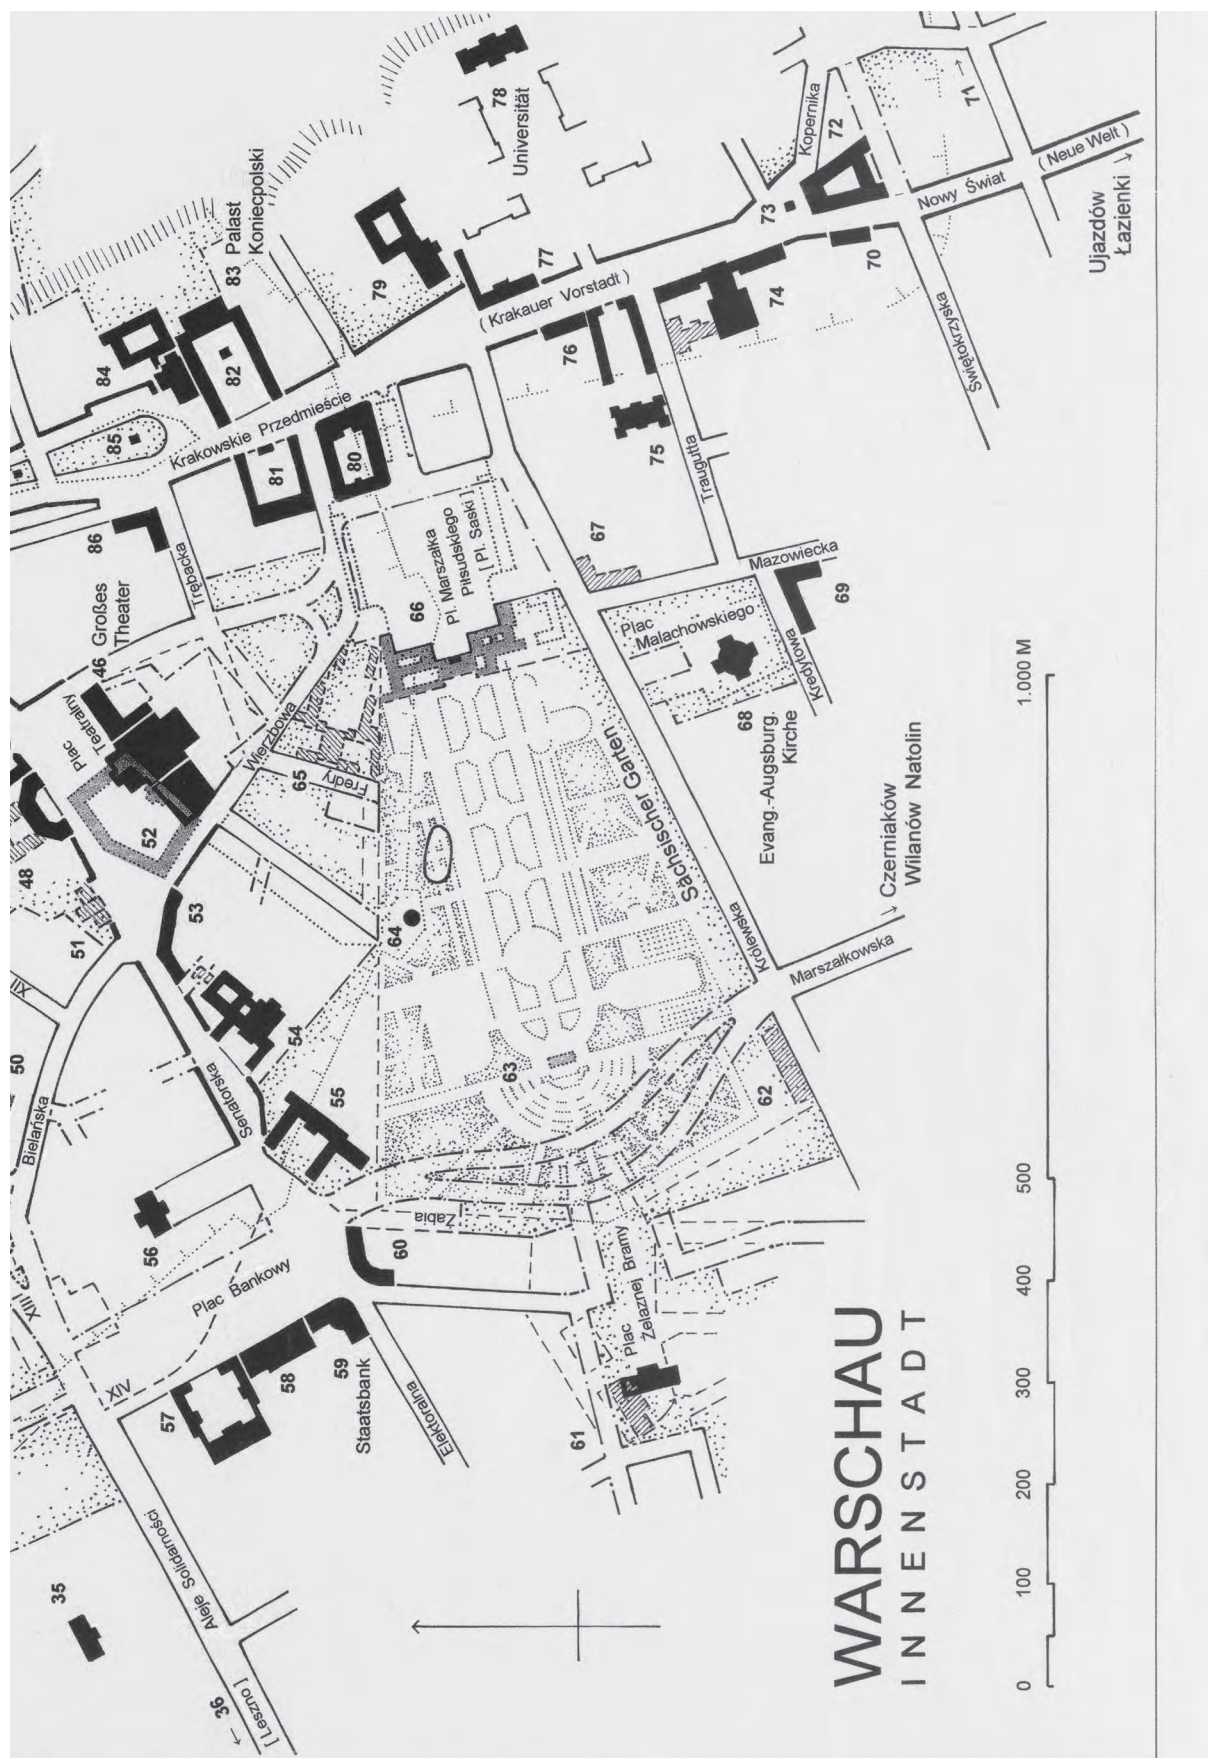 35
← 36
[ Leszno ]
Aleje Solidarności
XIV
XIII
57
58
59
Staatsbank
Elektoralna
Plac Bankowy
56
60
61
Plac
Żelaznej Bramy
Żabia
Bielańska
50
XII
Senatorska
55
54
53
51
48
52
Plac
Teatralny
46 Großes
Theater
Wierzbowa
65
Fredry
64
63
62
Sächsischer Garten
Królewska
Marszałkowska
→ Czerniaków
Wilanów Natolin
68
Evang.-Augsburg.
Kirche
Kredytowa
69
Mazowiecka
Plac
Małachowskiego
67
66
Pl. Marszałka
Piłsudskiego
[ Pl. Saski ]
86
Trębacka
81
80
Krakowskie Przedmieście
85
84
82
83 Palast
Koniecpolski
79
78
Universität
77
( Krakauer Vorstadt )
76
75
Traugutta
74
73
72
Kopernika
71 →
70
Świętokrzyska
Nowy Świat
( Neue Welt )
Ujazdów
Łazienki →
WARSCHAU
INNENSTADT
0
100
200
300
400
500
1.000 M